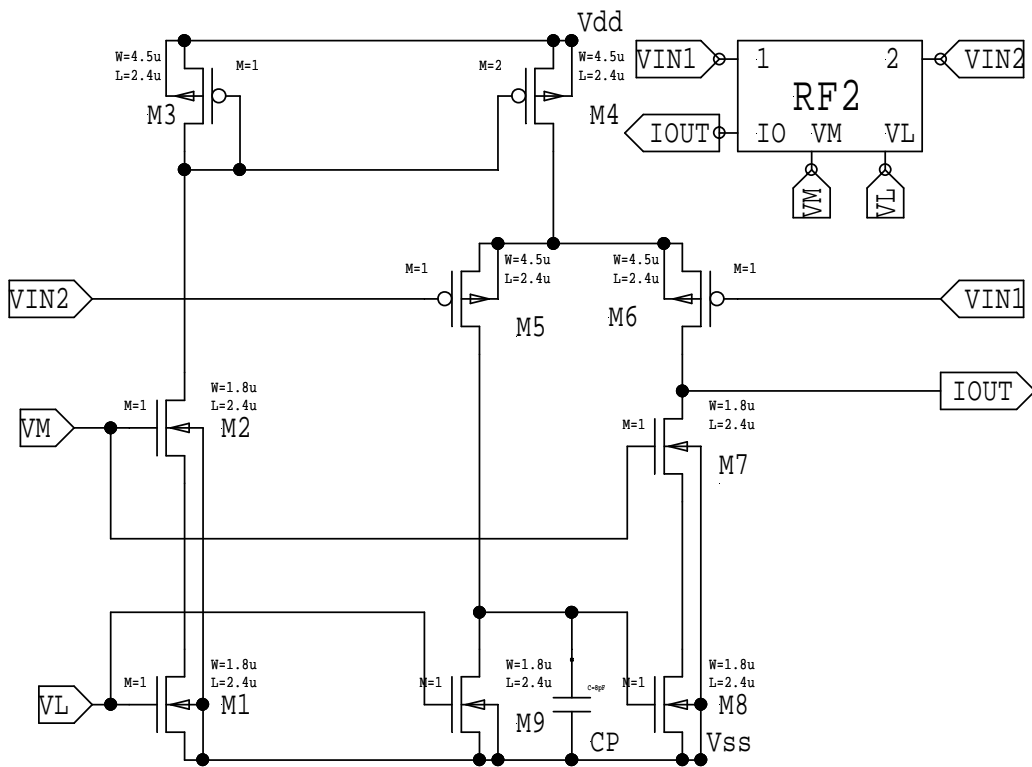 Vdd
W=4.5u
L=2.4u
M=1
M3
M=2
W=4.5u
L=2.4u
M4
VIN1
1
2
VIN2
RF2
IOUT
IO
VM
VL
VM
VL
VIN2
M=1
W=4.5u
L=2.4u
M5
W=4.5u
L=2.4u
M=1
M6
VIN1
IOUT
VM
M=1
W=1.8u
L=2.4u
M2
M=1
W=1.8u
L=2.4u
M7
VL
M=1
W=1.8u
L=2.4u
M1
M=1
W=1.8u
L=2.4u
M9
C=8pF
CP
M=1
W=1.8u
L=2.4u
M8
Vss